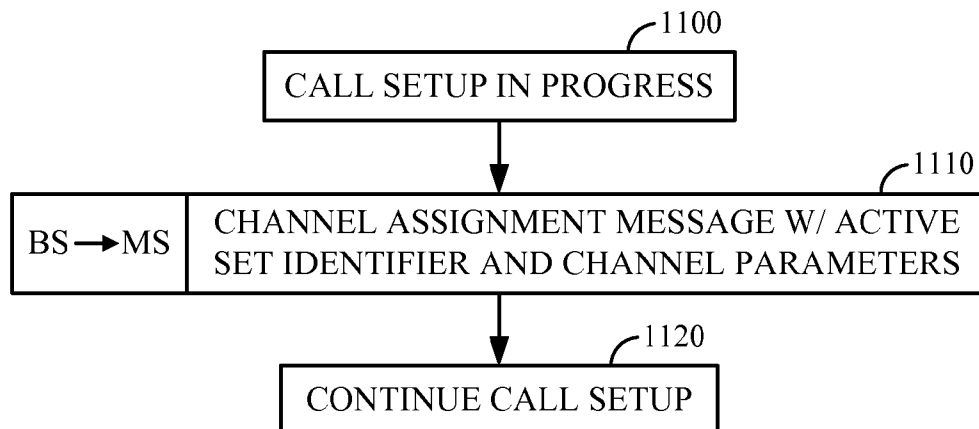 1100
CALL SETUP IN PROGRESS
1110
BS → MS
CHANNEL ASSIGNMENT MESSAGE W/ ACTIVE
SET IDENTIFIER AND CHANNEL PARAMETERS
1120
CONTINUE CALL SETUP